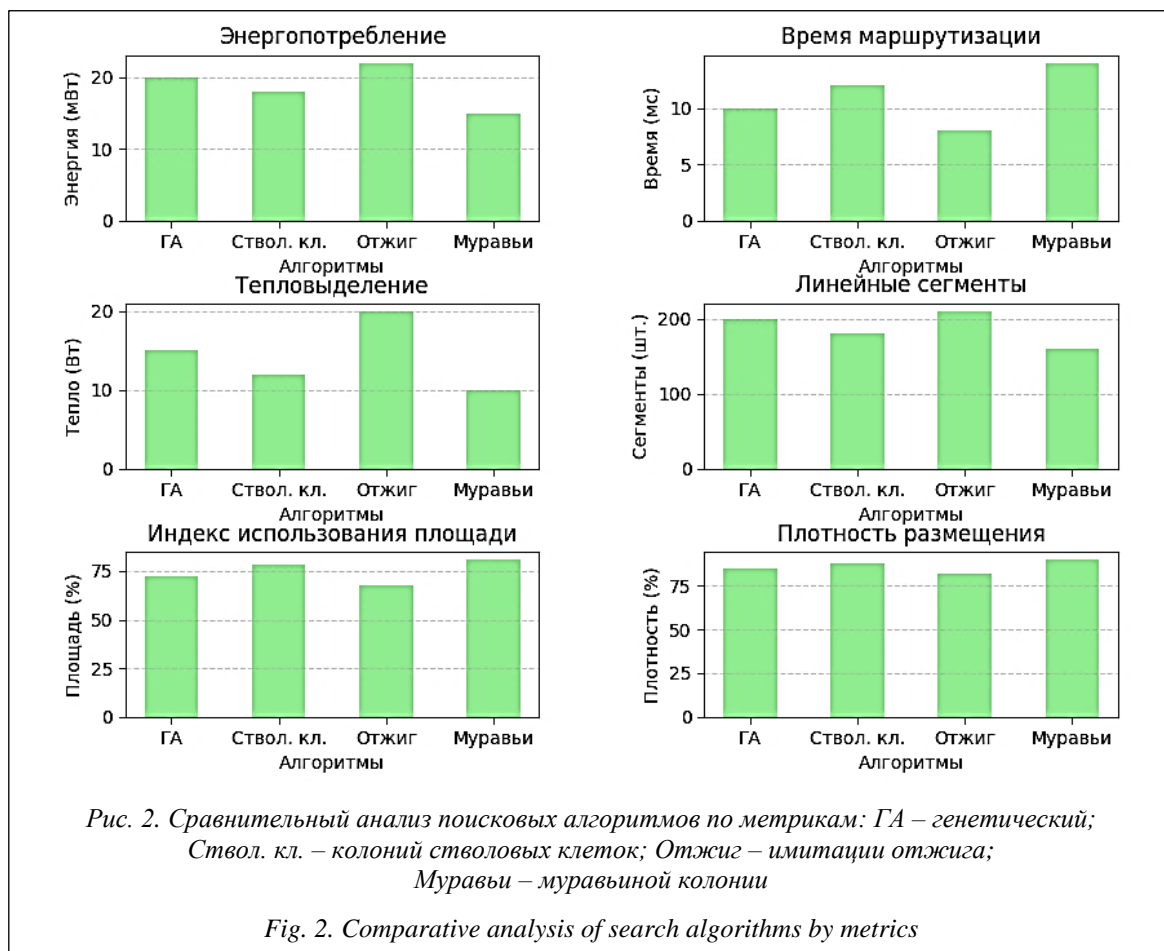 Энергопотребление
Энергия (мВт)
20
10
0
ГА Ствол. кл. Отжиг Муравьи
Алгоритмы
Время маршрутизации
Время (мс)
10
5
0
ГА Ствол. кл. Отжиг Муравьи
Алгоритмы
Тепловыделение
Тепло (Вт)
20
10
0
ГА Ствол. кл. Отжиг Муравьи
Алгоритмы
Линейные сегменты
Сегменты (шт.)
200
100
0
ГА Ствол. кл. Отжиг Муравьи
Алгоритмы
Индекс использования площади
Площадь (%)
75
50
25
0
ГА Ствол. кл. Отжиг Муравьи
Алгоритмы
Плотность размещения
Плотность (%)
75
50
25
0
ГА Ствол. кл. Отжиг Муравьи
Алгоритмы
Рис. 2. Сравнительный анализ поисковых алгоритмов по метрикам: ГА – генетический;
Ствол. кл. – колоний стволовых клеток; Отжиг – имитации отжига;
Муравьи – муравьиной колонии
Fig. 2. Comparative analysis of search algorithms by metrics